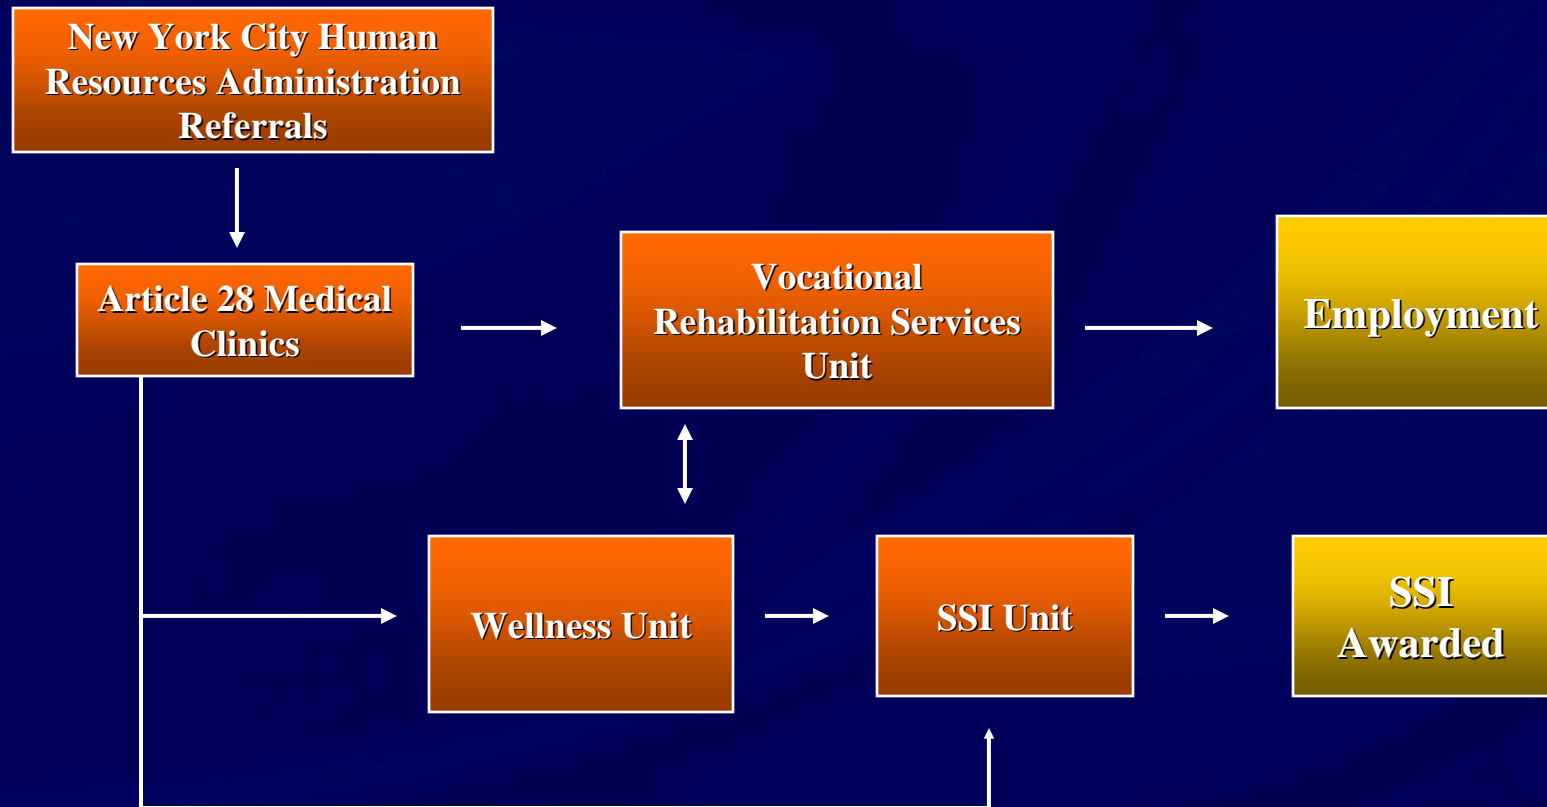 New York City Human
Resources Administration
Referrals
Article 28 Medical
Clinics
Vocational
Rehabilitation Services
Unit
Employment
Wellness Unit
SSI Unit
SSI
Awarded